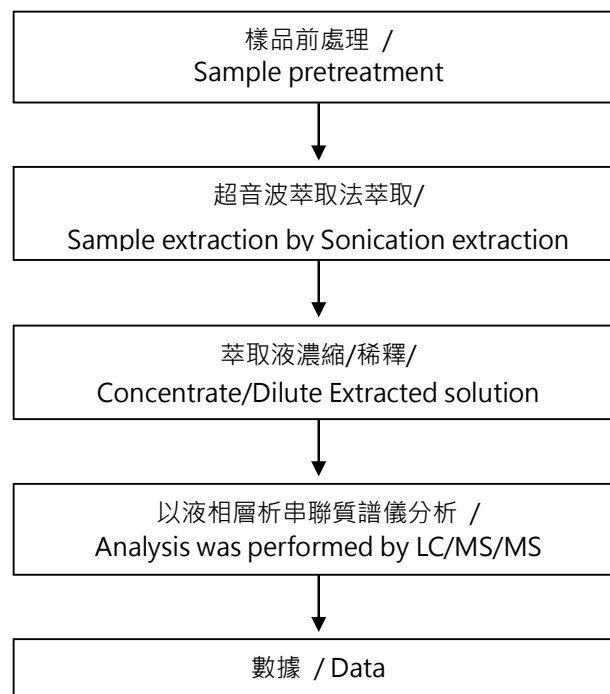 樣品前處理 /
Sample pretreatment
超音波萃取法萃取/
Sample extraction by Sonication extraction
萃取液濃縮/稀釋/
Concentrate/Dilute Extracted solution
以液相層析串聯質譜儀分析 /
Analysis was performed by LC/MS/MS
數據 / Data